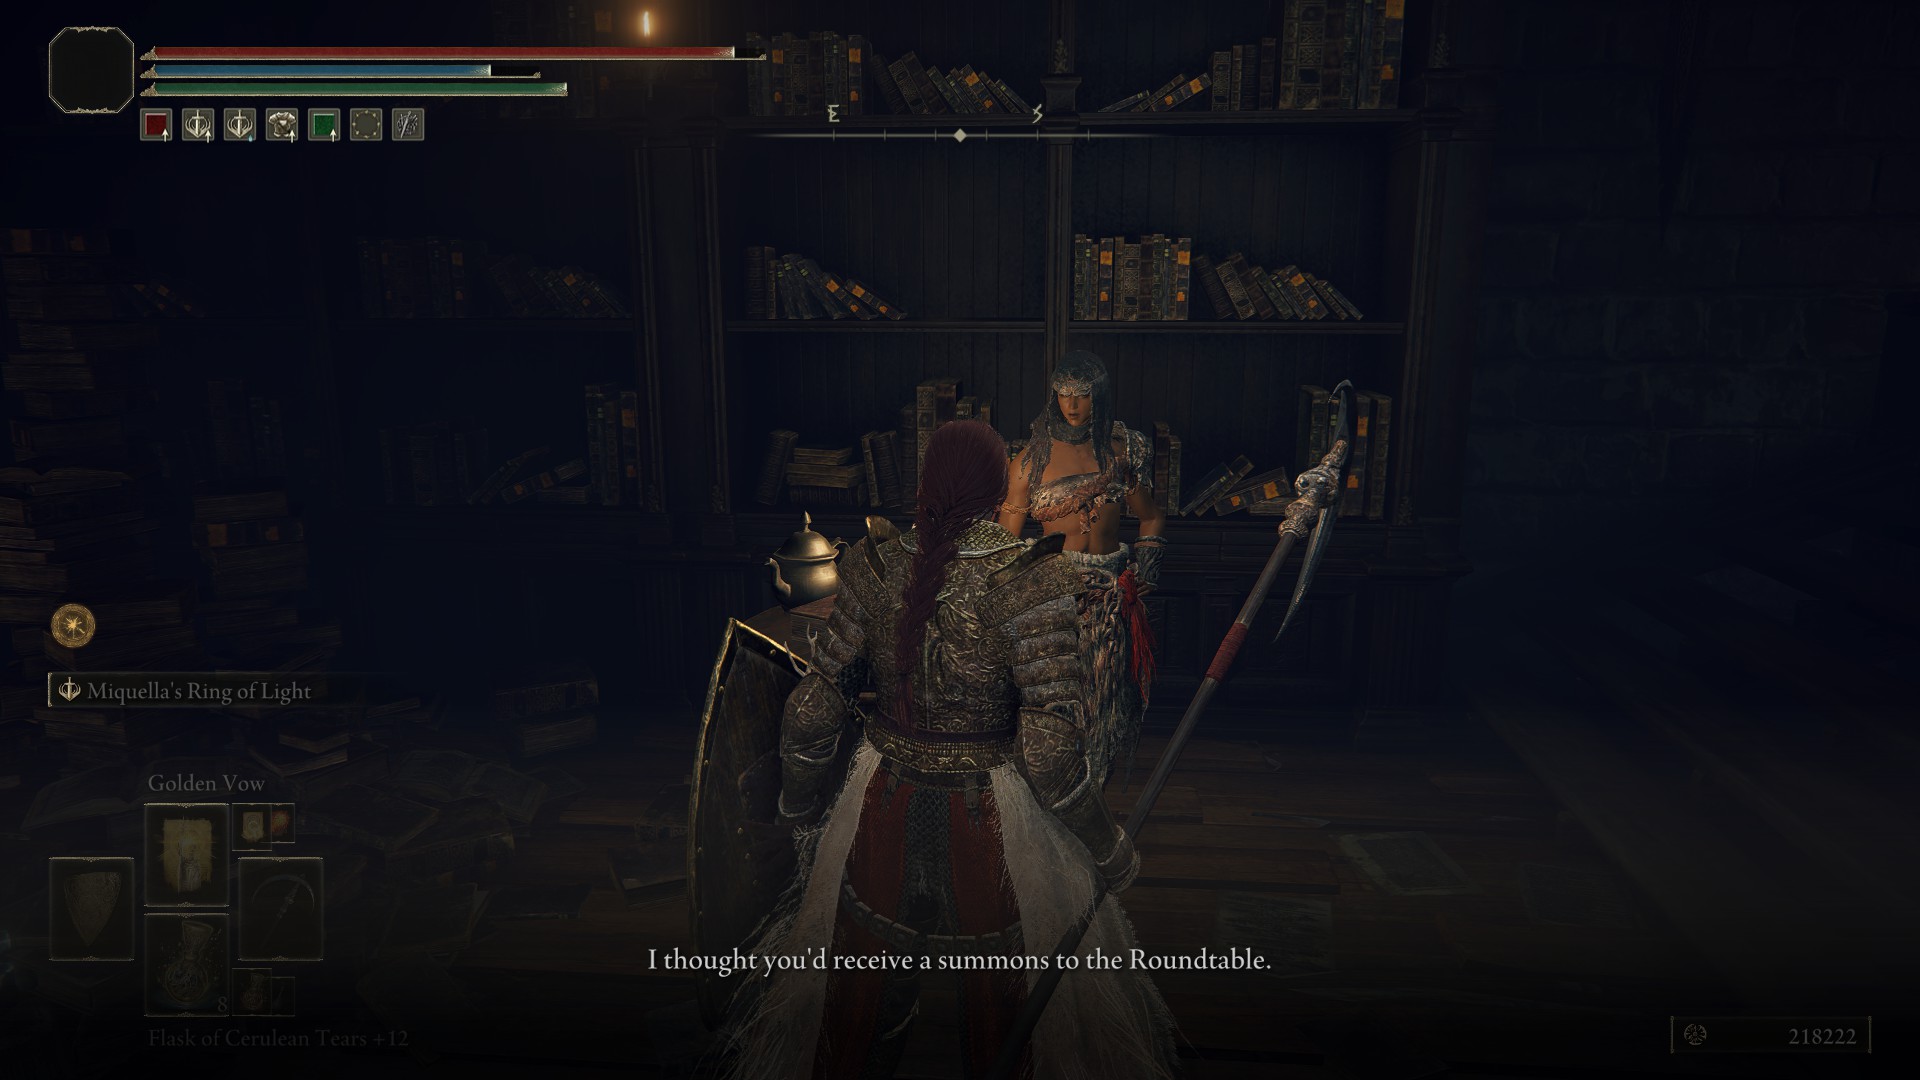 E
S
Miquella's Ring of Light
Golden Vow
8
Flask of Cerulean Tears +12
I thought you'd receive a summons to the Roundtable.
218222